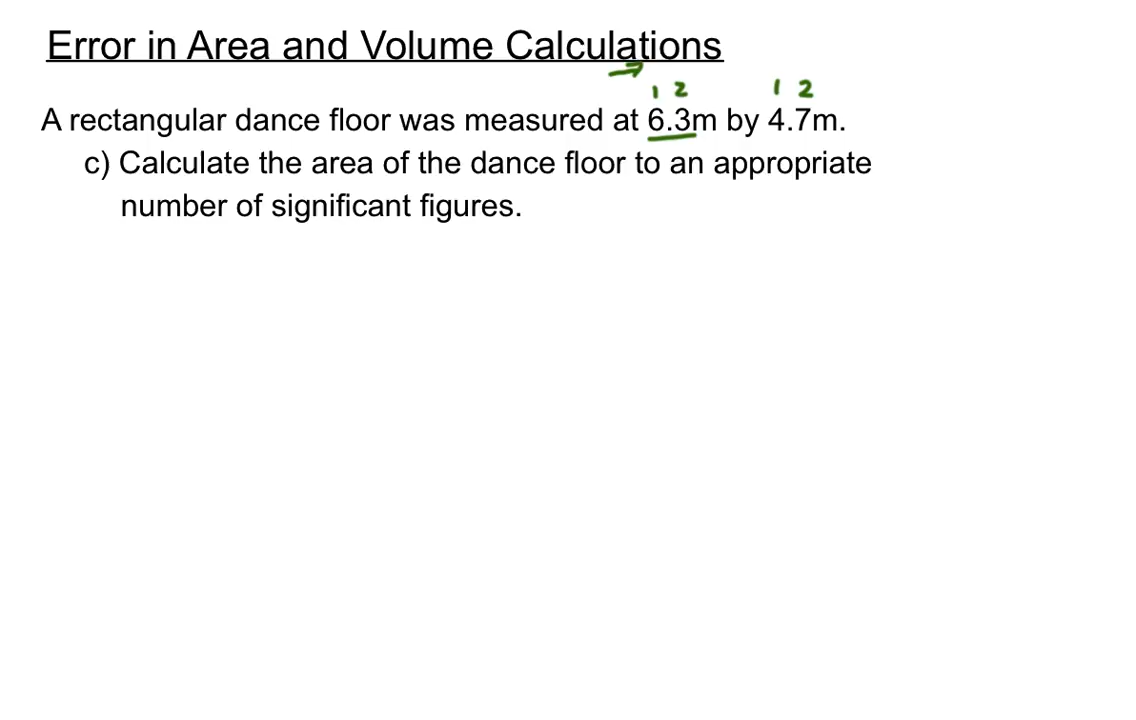 Error in Area and Volume Calculations
1 2 1 2
A rectangular dance floor was measured at 6.3m by 4.7m.
c) Calculate the area of the dance floor to an appropriate
number of significant figures.